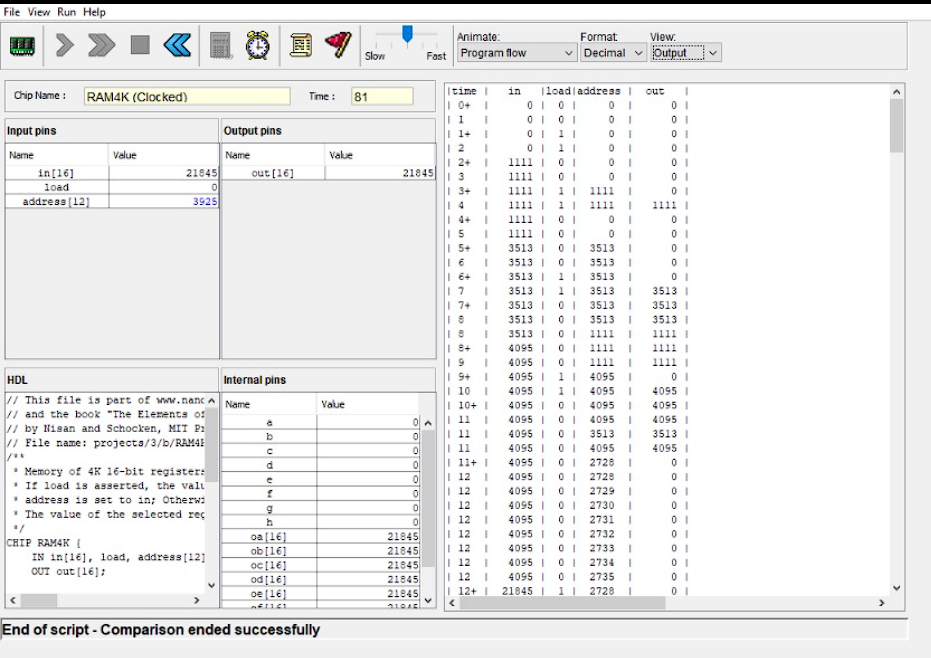 File View Run Help
Animate: Format: View:
Slow Fast Program flow Decimal Output
Chip Name : RAM4K (Clocked) Time : 81
Input pins Output pins
Name Value Name Value
in[16] 21845 out[16] 21845
load 0
address[12] 3925
HDL
// This file is part of www.nand
// and the book "The Elements of
// by Nisan and Schocken, MIT Pr
// File name: projects/3/b/RAM4K
/**
* Memory of 4K 16-bit registers
* If load is asserted, the valu
* address is set to in; Otherwi
* The value of the selected reg
*/
CHIP RAM4K {
IN in[16], load, address[12]
OUT out[16];
Internal pins
Name Value
a 0
b 0
c 0
d 0
e 0
f 0
g 0
h 0
oa[16] 21845
ob[16] 21845
oc[16] 21845
od[16] 21845
oe[16] 21845
of[16] 21845
|time | in |load|address | out |
| 0+ | 0 | 0 | 0 | 0 |
| 1 | 0 | 0 | 0 | 0 |
| 1+ | 0 | 1 | 0 | 0 |
| 2 | 0 | 1 | 0 | 0 |
| 2+ | 1111 | 0 | 0 | 0 |
| 3 | 1111 | 0 | 0 | 0 |
| 3+ | 1111 | 1 | 1111 | 0 |
| 4 | 1111 | 1 | 1111 | 1111 |
| 4+ | 1111 | 0 | 0 | 0 |
| 5 | 1111 | 0 | 0 | 0 |
| 5+ | 3513 | 0 | 3513 | 0 |
| 6 | 3513 | 0 | 3513 | 0 |
| 6+ | 3513 | 1 | 3513 | 0 |
| 7 | 3513 | 1 | 3513 | 3513 |
| 7+ | 3513 | 0 | 3513 | 3513 |
| 8 | 3513 | 0 | 3513 | 3513 |
| 8 | 3513 | 0 | 1111 | 1111 |
| 8+ | 4095 | 0 | 1111 | 1111 |
| 9 | 4095 | 0 | 1111 | 1111 |
| 9+ | 4095 | 1 | 4095 | 0 |
| 10 | 4095 | 1 | 4095 | 4095 |
| 10+ | 4095 | 0 | 4095 | 4095 |
| 11 | 4095 | 0 | 4095 | 4095 |
| 11 | 4095 | 0 | 3513 | 3513 |
| 11 | 4095 | 0 | 4095 | 4095 |
| 11+ | 4095 | 0 | 2728 | 0 |
| 12 | 4095 | 0 | 2728 | 0 |
| 12 | 4095 | 0 | 2729 | 0 |
| 12 | 4095 | 0 | 2730 | 0 |
| 12 | 4095 | 0 | 2731 | 0 |
| 12 | 4095 | 0 | 2732 | 0 |
| 12 | 4095 | 0 | 2733 | 0 |
| 12 | 4095 | 0 | 2734 | 0 |
| 12 | 4095 | 0 | 2735 | 0 |
| 12+ | 21845 | 1 | 2728 | 0 |
End of script - Comparison ended successfully